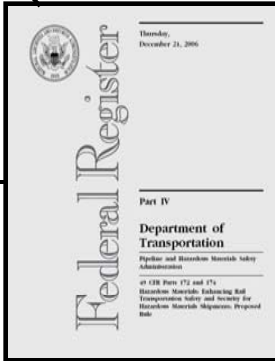 Federal Register
Thursday,
December 21, 2006
Part IV
Department of
Transportation
Pipeline and Hazardous Materials Safety
Administration
49 CFR Parts 172 and 174
Hazardous Materials: Enhancing Rail
Transportation Safety and Security for
Hazardous Materials Shipments; Proposed
Rule